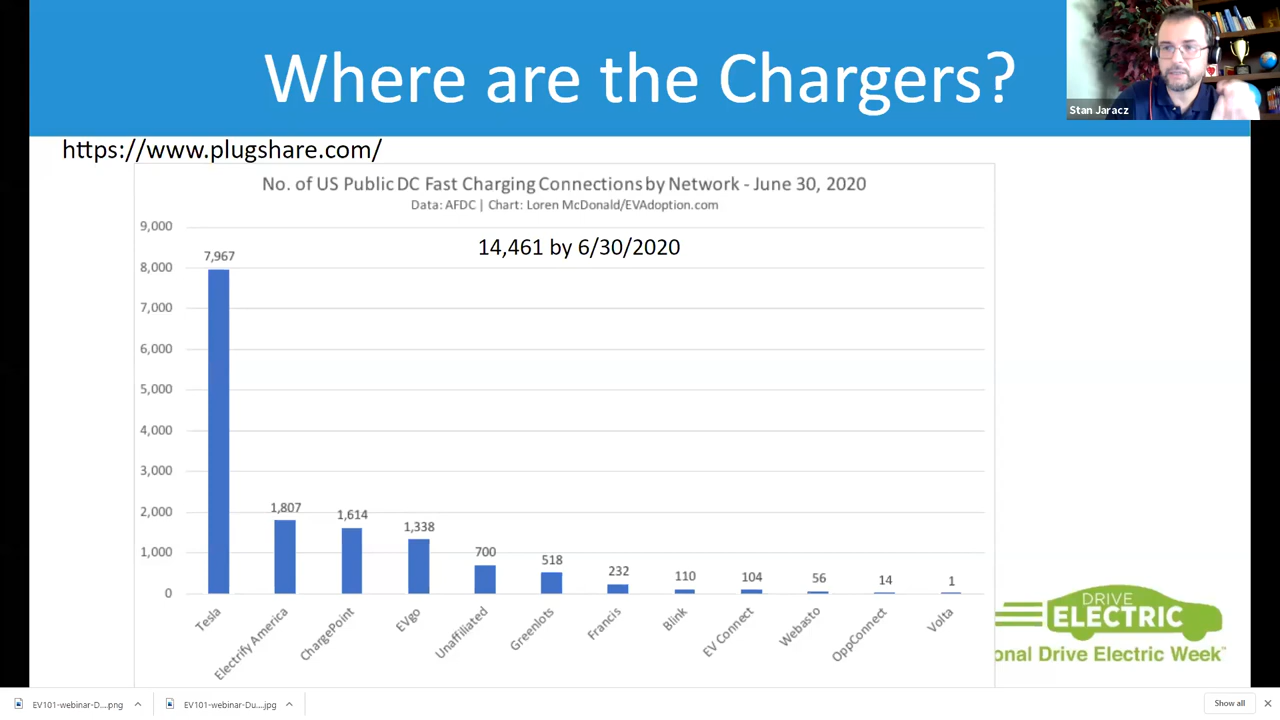 Where are the Chargers?
Stan Jaracz
https://www.plugshare.com/
No. of US Public DC Fast Charging Connections by Network - June 30, 2020
Data: AFDC | Chart: Loren McDonald/EVAdoption.com
14,461 by 6/30/2020
9,000
8,000
7,000
6,000
5,000
4,000
3,000
2,000
1,000
0
7,967
1,807
1,614
1,338
700
518
232
110
104
56
14
1
Tesla
Electrify America
ChargePoint
EVgo
Unaffiliated
Greenlots
Francis
Blink
EV Connect
Webasto
OppConnect
Volta
DRIVE
ELECTRIC
onal Drive Electric Week™
EV101-webinar-D....png
EV101-webinar-Du....jpg
Show all